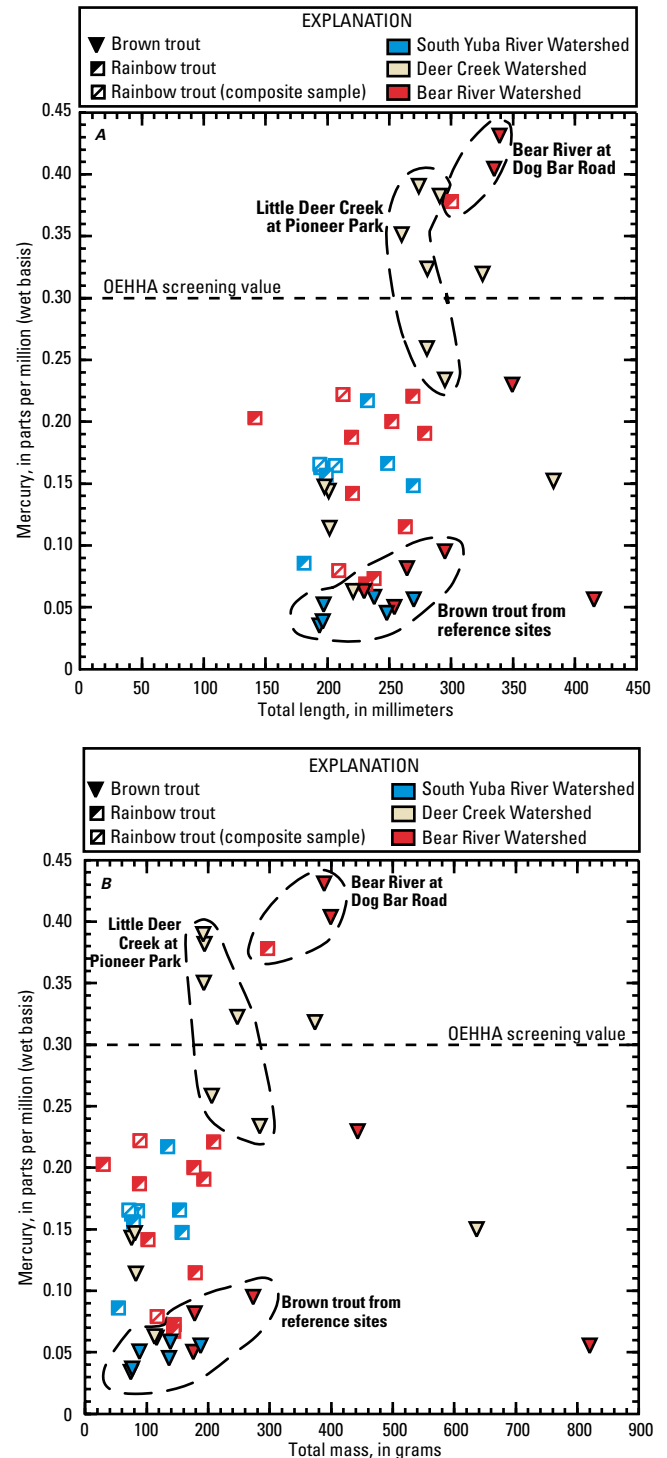 EXPLANATION
Brown trout
Rainbow trout
Rainbow trout (composite sample)
South Yuba River Watershed
Deer Creek Watershed
Bear River Watershed
A
Mercury, in parts per million (wet basis)
0.45
0.40
0.35
0.30
0.25
0.20
0.15
0.10
0.05
0
Bear River at
Dog Bar Road
Little Deer Creek
at Pioneer Park
OEHHA screening value
Brown trout from
reference sites
0 50 100 150 200 250 300 350 400 450
Total length, in millimeters
EXPLANATION
Brown trout
Rainbow trout
Rainbow trout (composite sample)
South Yuba River Watershed
Deer Creek Watershed
Bear River Watershed
B
Mercury, in parts per million (wet basis)
0.45
0.40
0.35
0.30
0.25
0.20
0.15
0.10
0.05
0
Bear River at
Dog Bar Road
Little Deer
Creek at
Pioneer Park
OEHHA screening value
Brown trout from
reference sites
0 100 200 300 400 500 600 700 800 900
Total mass, in grams